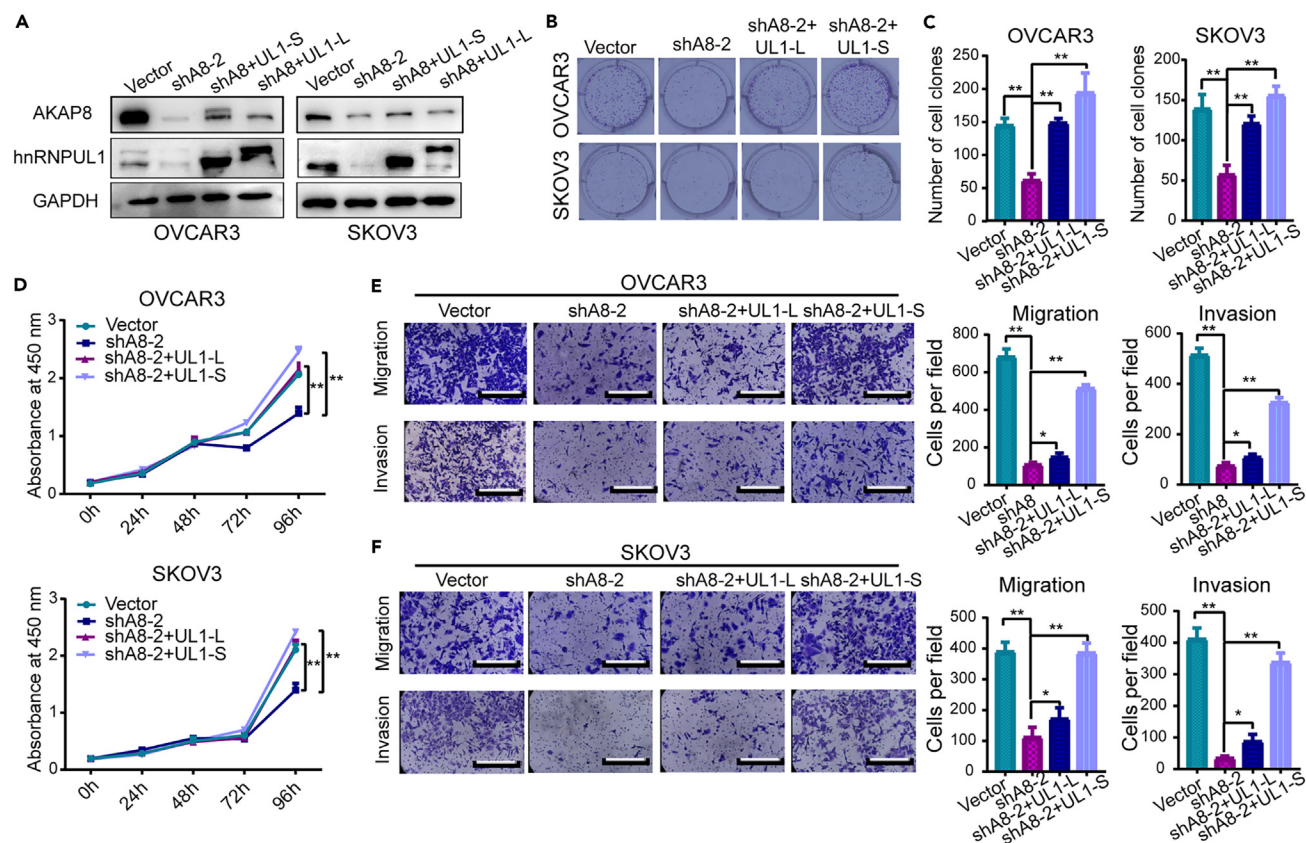 A
Vector
shA8-2
shA8+UL1-S
shA8+UL1-L
Vector
shA8-2
shA8+UL1-S
shA8+UL1-L
AKAP8
hnRNPUL1
GAPDH
OVCAR3
SKOV3
B
Vector
shA8-2
shA8-2+
UL1-L
shA8-2+
UL1-S
OVCAR3
SKOV3
C
OVCAR3
Number of cell clones
250
200
150
100
50
0
**
**
**
Vector
shA8-2
shA8-2+UL1-L
shA8-2+UL1-S
SKOV3
Number of cell clones
200
150
100
50
0
**
**
**
Vector
shA8-2
shA8-2+UL1-L
shA8-2+UL1-S
D
OVCAR3
Vector
shA8-2
shA8-2+UL1-L
shA8-2+UL1-S
Absorbance at 450 nm
3
2
1
0
**
**
0h
24h
48h
72h
96h
SKOV3
Vector
shA8-2
shA8-2+UL1-L
shA8-2+UL1-S
Absorbance at 450 nm
3
2
1
0
**
**
0h
24h
48h
72h
96h
E
OVCAR3
Vector
shA8-2
shA8-2+UL1-L
shA8-2+UL1-S
Migration
Invasion
Migration
Cells per field
800
600
400
200
0
**
**
*
Vector
shA8
shA8-2+UL1-L
shA8-2+UL1-S
Invasion
Cells per field
600
400
200
0
**
**
*
Vector
shA8-2
shA8-2+UL1-L
shA8-2+UL1-S
F
SKOV3
Vector
shA8-2
shA8-2+UL1-L
shA8-2+UL1-S
Migration
Invasion
Migration
Cells per field
500
400
300
200
100
0
**
**
*
Vector
shA8-2
shA8-2+UL1-L
shA8-2+UL1-S
Invasion
Cells per field
500
400
300
200
100
0
**
**
*
Vector
shA8-2
shA8-2+UL1-L
shA8-2+UL1-S